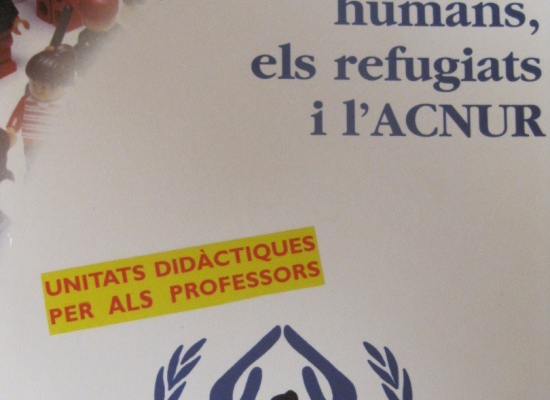 humans,
els refugiats
i l'ACNUR
UNITATS DIDÀCTIQUES
PER ALS PROFESSORS